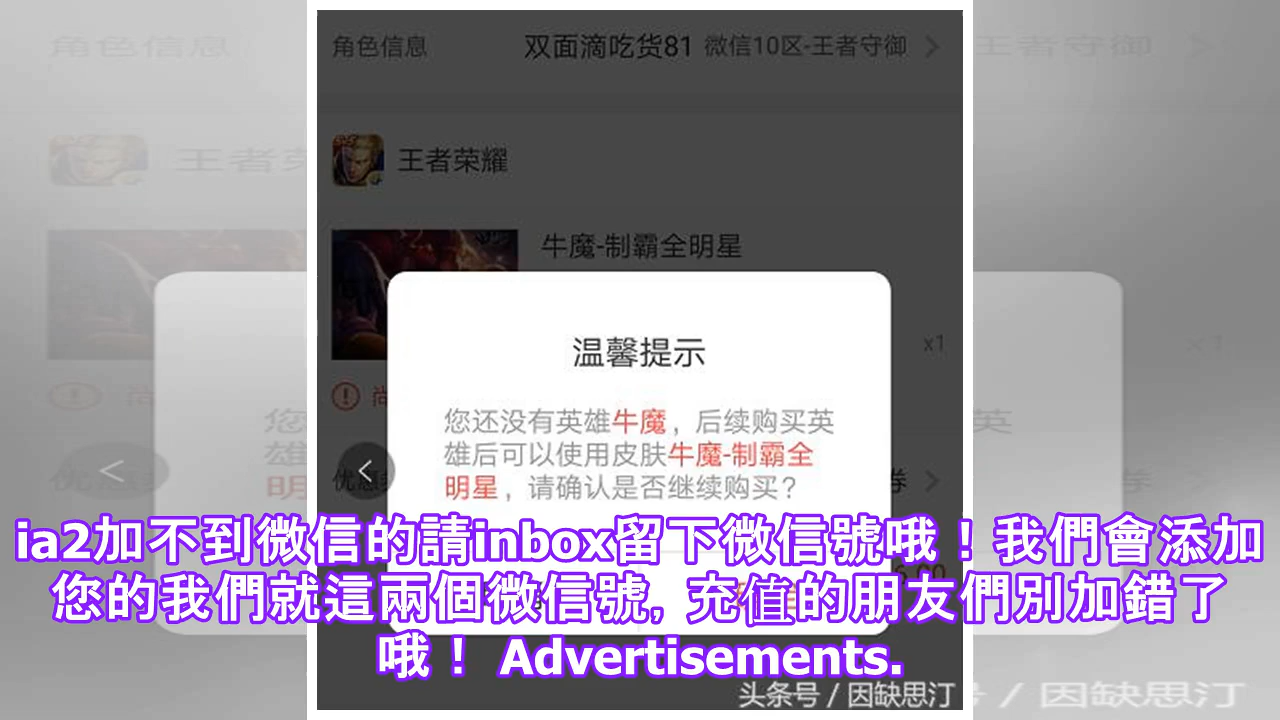 角色信息 双面滴吃货81 微信10区-王者守御
王者荣耀
牛魔-制霸全明星
x1
温馨提示
您还没有英雄牛魔，后续购买英
雄后可以使用皮肤牛魔-制霸全
明星，请确认是否继续购买？
尚
券
ia2加不到微信的請inbox留下微信號哦！我們會添加
您的我們就這兩個微信號, 充值的朋友們別加錯了
哦！ Advertisements.
头条号 / 因缺思汀